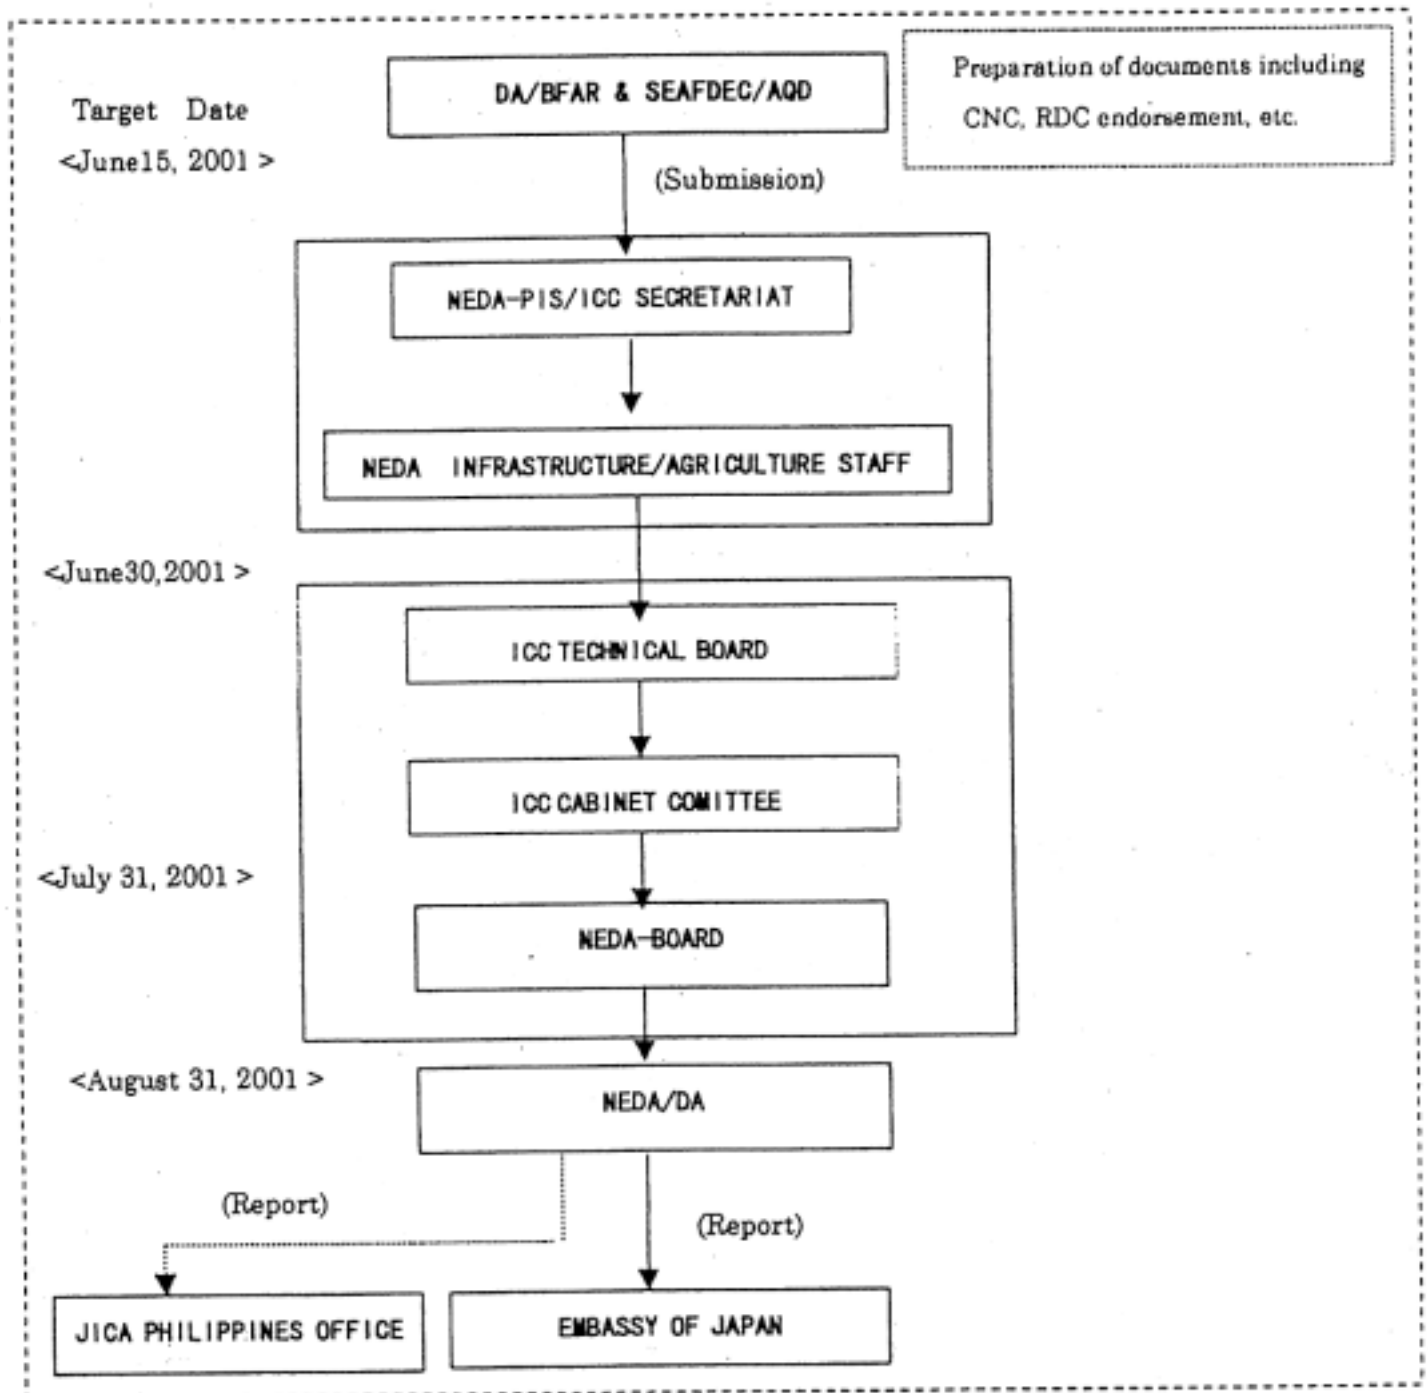 DA/BFAR & SEAFDEC/AQD
Preparation of documents including
CNC, RDC endorsement, etc.
Target Date
<June15, 2001 >
(Submission)
NEDA-PIS/ICC SECRETARIAT
NEDA INFRASTRUCTURE/AGRICULTURE STAFF
<June30,2001 >
ICC TECHNICAL BOARD
ICC CABINET COMITTEE
<July 31, 2001 >
NEDA-BOARD
<August 31, 2001 >
NEDA/DA
(Report)
(Report)
JICA PHILIPPINES OFFICE
EMBASSY OF JAPAN